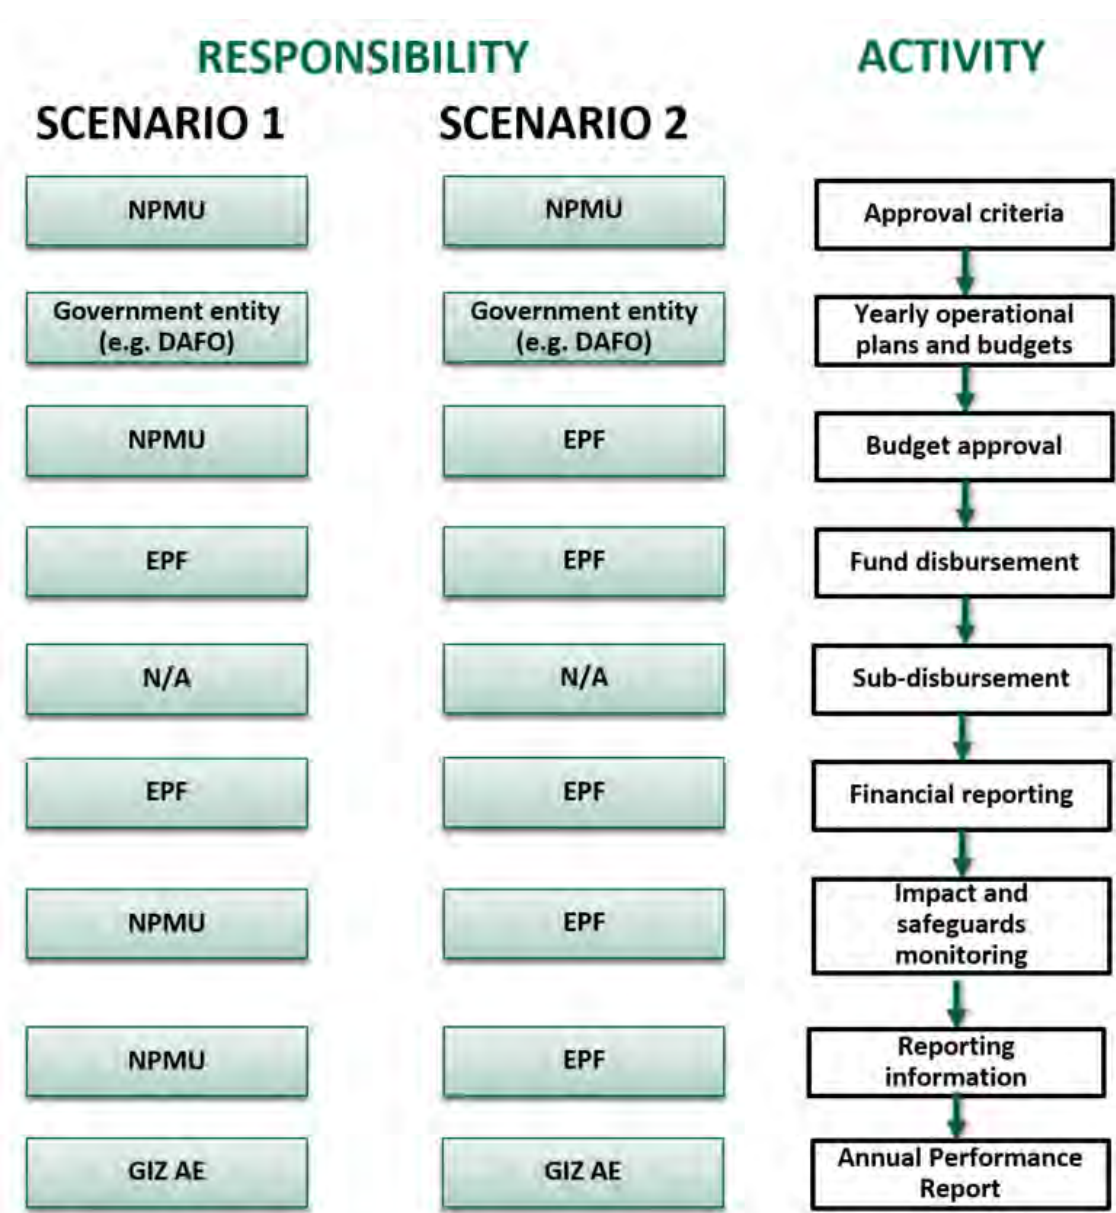 RESPONSIBILITY ACTIVITY
SCENARIO 1 SCENARIO 2
NPMU NPMU Approval criteria
Government entity Government entity Yearly operational
(e.g. DAFO) (e.g. DAFO) plans and budgets
NPMU EPF Budget approval
EPF EPF Fund disbursement
N/A N/A Sub-disbursement
EPF EPF Financial reporting
Impact and
NPMU EPF safeguards
monitoring
Reporting
NPMU EPF information
Annual Performance
GIZ AE GIZ AE Report